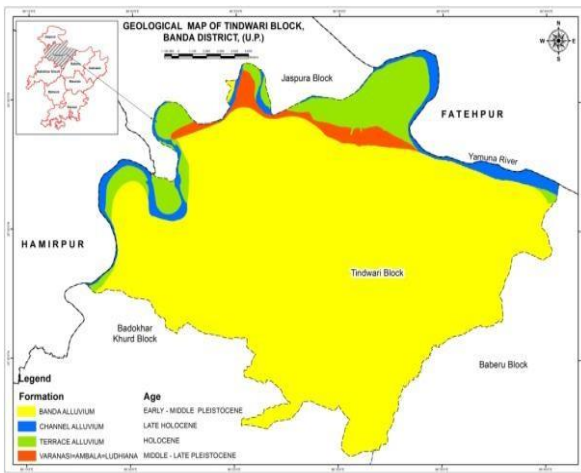 GEOLOGICAL MAP OF TINDWARI BLOCK,
BANDA DISTRICT, (U.P.)
N
W
E
S
Jaspura Block
FATEHPUR
Yamuna River
HAMIRPUR
Tindwari Block
Badokhar
Khurd Block
Baberu Block
Legend
Formation Age
BANDA ALLUVIUM EARLY - MIDDLE PLEISTOCENE
CHANNEL ALLUVIUM LATE HOLOCENE
TERRACE ALLUVIUM HOLOCENE
VARANASI=AMBALA=LUDHIANA MIDDLE - LATE PLEISTOCENE